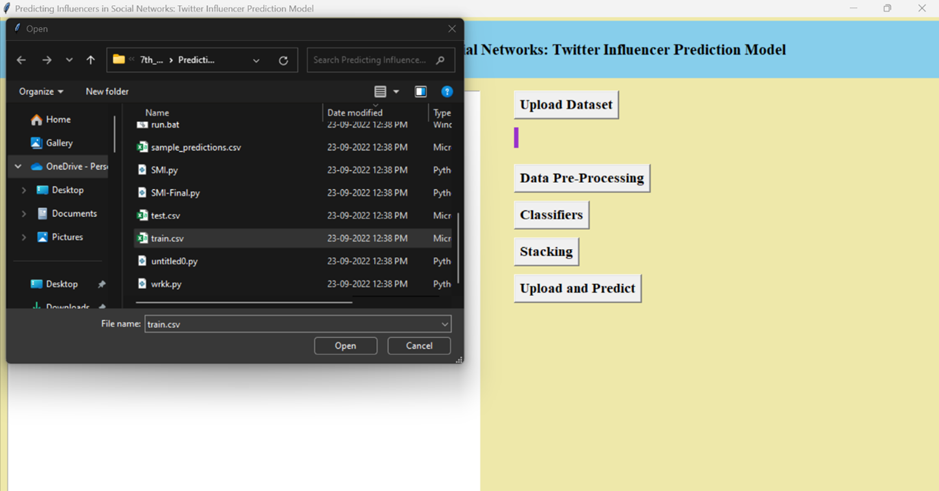 Predicting Influencers in Social Networks: Twitter Influencer Prediction Model
Open
al Networks: Twitter Influencer Prediction Model
7th_... › Predicti...
Search Predicting Influence...
Organize
New folder
Name Date modified Type
Home
Gallery
OneDrive - Pers
Desktop
Documents
Pictures
Desktop
Downloads
run.bat 23-09-2022 12:38 PM Winc
sample_predictions.csv 23-09-2022 12:38 PM Micr
SMI.py 23-09-2022 12:38 PM Pyth
SMI-Final.py 23-09-2022 12:38 PM Pyth
test.csv 23-09-2022 12:38 PM Micr
train.csv 23-09-2022 12:38 PM Micr
untitled0.py 23-09-2022 12:38 PM Pyth
wrkk.py 23-09-2022 12:38 PM Pyth
File name: train.csv
Open
Cancel
Upload Dataset
Data Pre-Processing
Classifiers
Stacking
Upload and Predict